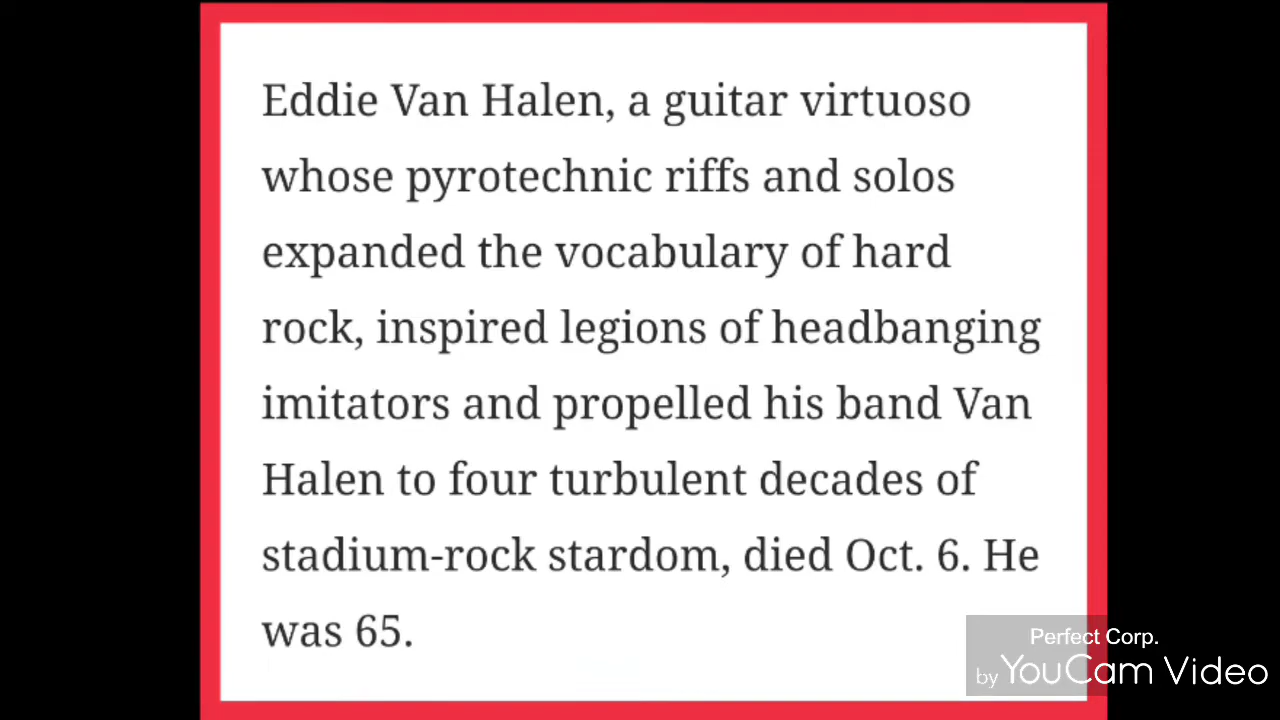 Eddie Van Halen, a guitar virtuoso
whose pyrotechnic riffs and solos
expanded the vocabulary of hard
rock, inspired legions of headbanging
imitators and propelled his band Van
Halen to four turbulent decades of
stadium-rock stardom, died Oct. 6. He
was 65.
Perfect Corp.
by YouCam Video